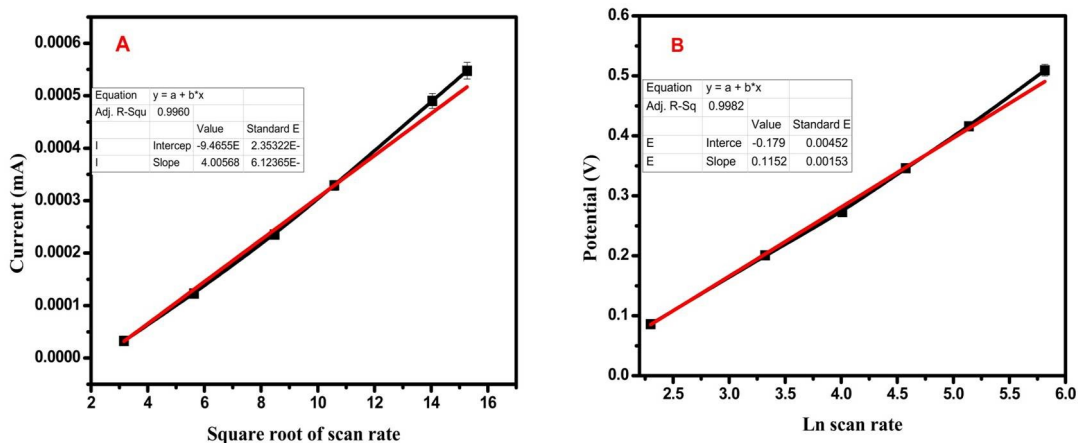 A
0.0006
0.0005
0.0004
0.0003
0.0002
0.0001
0.0000
Current (mA)
Equation y = a + b*x
Adj. R-Squ 0.9960
Value Standard E
I Intercep -9.4655E 2.35322E-
I Slope 4.00568 6.12365E-
2 4 6 8 10 12 14 16
Square root of scan rate
B
0.6
0.5
0.4
0.3
0.2
0.1
0.0
Potential (V)
Equation y = a + b*x
Adj. R-Sq 0.9982
Value Standard E
E Interce -0.179 0.00452
E Slope 0.1152 0.00153
2.5 3.0 3.5 4.0 4.5 5.0 5.5 6.0
Ln scan rate